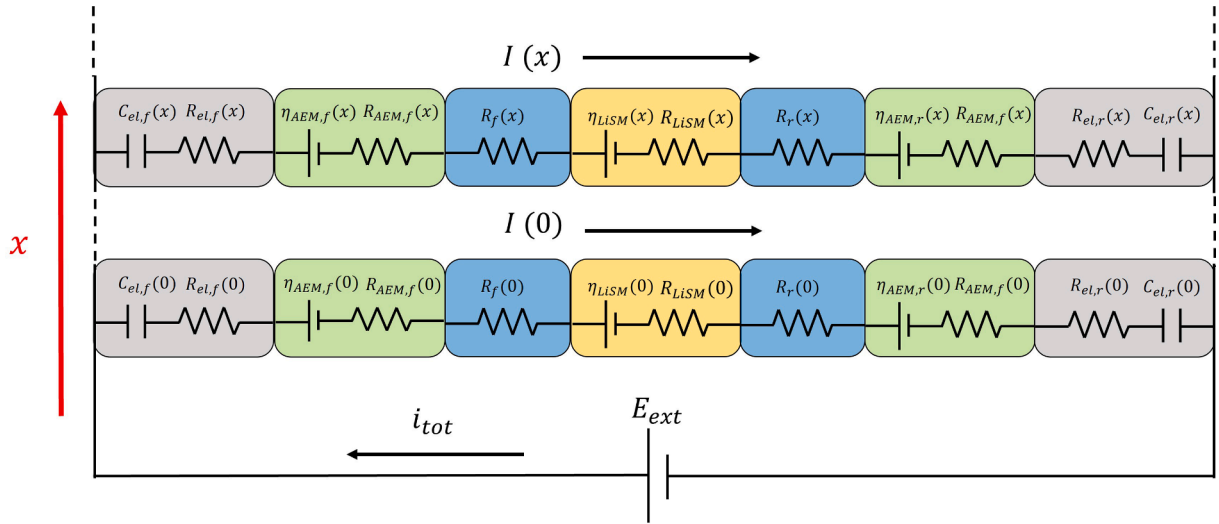 I (x)
C_{el,f}(x) R_{el,f}(x) η_{AEM,f}(x) R_{AEM,f}(x) R_f(x) η_{LiSM}(x) R_{LiSM}(x) R_r(x) η_{AEM,r}(x) R_{AEM,f}(x) R_{el,r}(x) C_{el,r}(x)
I (0)
x
C_{el,f}(0) R_{el,f}(0) η_{AEM,f}(0) R_{AEM,f}(0) R_f(0) η_{LiSM}(0) R_{LiSM}(0) R_r(0) η_{AEM,r}(0) R_{AEM,f}(0) R_{el,r}(0) C_{el,r}(0)
i_{tot} E_{ext}